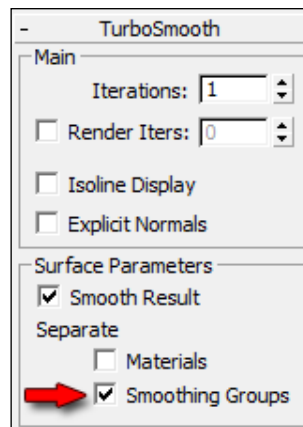 - TurboSmooth
Main
Iterations: 1
Render Iters: 0
Isoline Display
Explicit Normals
Surface Parameters
Smooth Result
Separate
Materials
Smoothing Groups